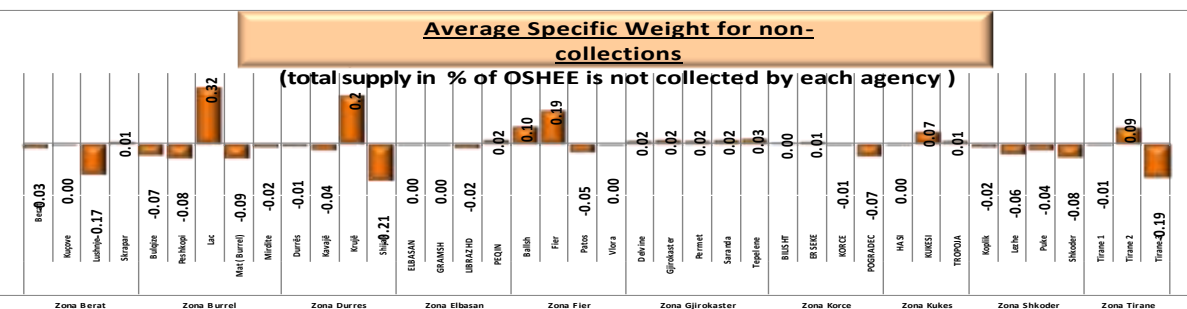 Average Specific Weight for non-
collections
(total supply in % of OSHEE is not collected by each agency )
-0.03
0.00
-0.17
0.01
-0.07
-0.08
0.32
-0.09
-0.02
-0.01
-0.04
0.2
-0.21
0.00
0.00
-0.02
0.02
0.10
0.19
-0.05
0.00
0.02
0.02
0.02
0.02
0.03
0.00
0.01
-0.01
-0.07
0.00
0.07
0.01
-0.02
-0.06
-0.04
-0.08
-0.01
0.09
-0.19
Kuçove
Lushnje
Skrapar
Bulqize
Peshkopi
Lac
Mat ( Burrel)
Mirdite
Durrës
Kavajë
Krujë
ELBASAN
GRAMSH
LIBRAZHD
PEQIN
Ballsh
Fier
Patos
Vlora
Delvine
Gjirokaster
Permet
Saranda
Tepelene
BILISHT
ERSEKE
KORCE
POGRADEC
HASI
KUKESI
TROPOJA
Koplik
Lezhe
Puke
Shkoder
Tirane 1
Tirane 2
Tirane
Zona Berat
Zona Burrel
Zona Durres
Zona Elbasan
Zona Fier
Zona Gjirokaster
Zona Korce
Zona Kukes
Zona Shkoder
Zona Tirane